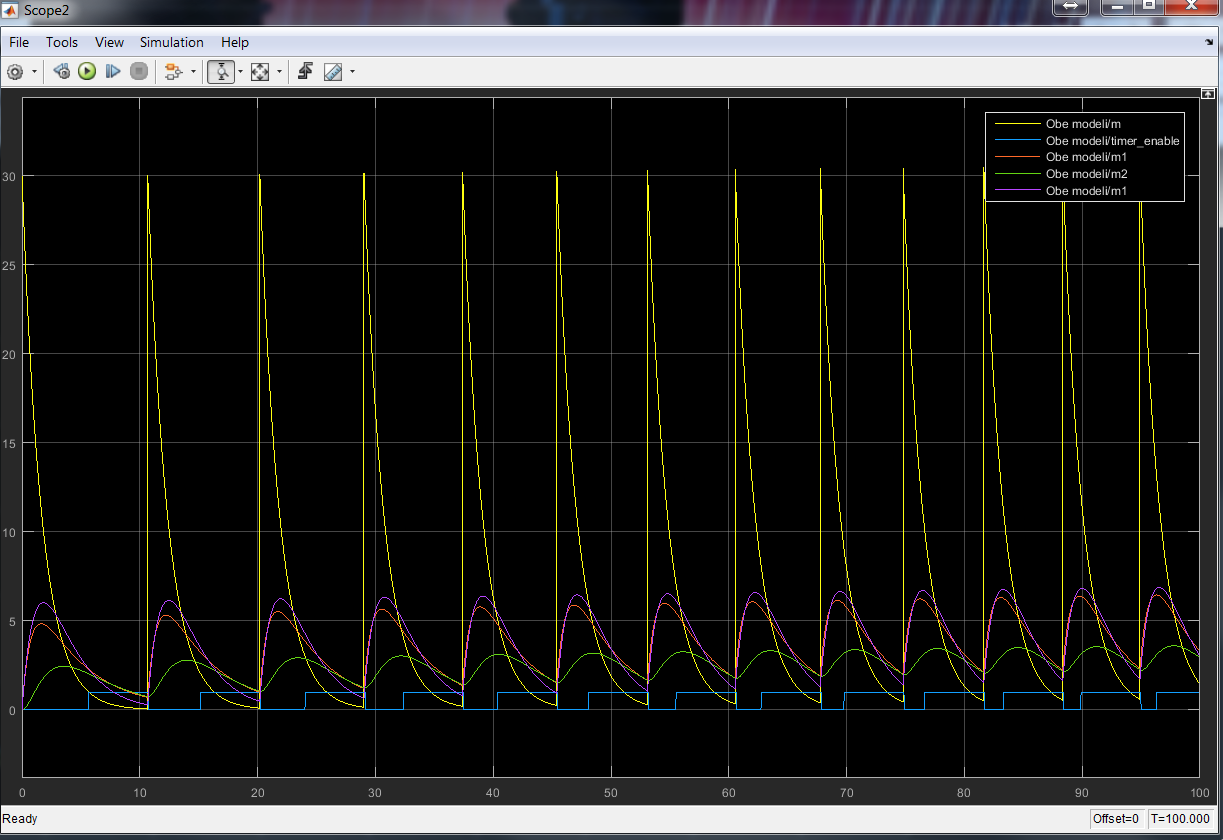 Scope2
File Tools View Simulation Help
Obe modeli/m
Obe modeli/timer_enable
Obe modeli/m1
Obe modeli/m2
Obe modeli/m1
30
25
20
15
10
5
0
0 10 20 30 40 50 60 70 80 90 100
Ready Offset=0 T=100.000